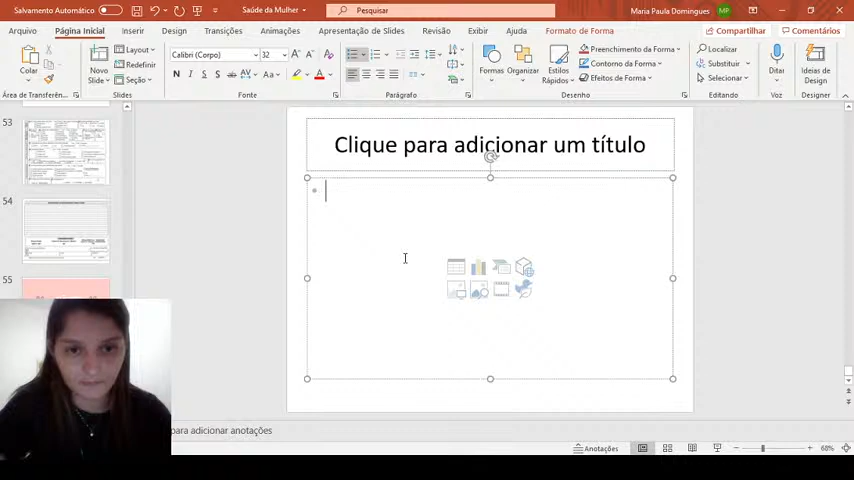 Salvamento Automático
Saúde da Mulher
Pesquisar
Maria Paula Domingues
MP
Arquivo
Página Inicial
Inserir
Design
Transições
Animações
Apresentação de Slides
Revisão
Exibir
Ajuda
Formato de Forma
Compartilhar
Comentários
Colar
Novo
Slide
Layout
Redefinir
Seção
Calibri (Corpo)
32
N
I
S
S
ab
AV
Aa
A
Formas
Organizar
Estilos
Rápidos
Preenchimento da Forma
Contorno da Forma
Efeitos de Forma
Localizar
Substituir
Selecionar
Ditar
Ideias de
Design
Área de Transferên...
Slides
Fonte
Parágrafo
Desenho
Editando
Voz
Designer
53
54
55
Clique para adicionar um título
para adicionar anotações
Anotações
68%